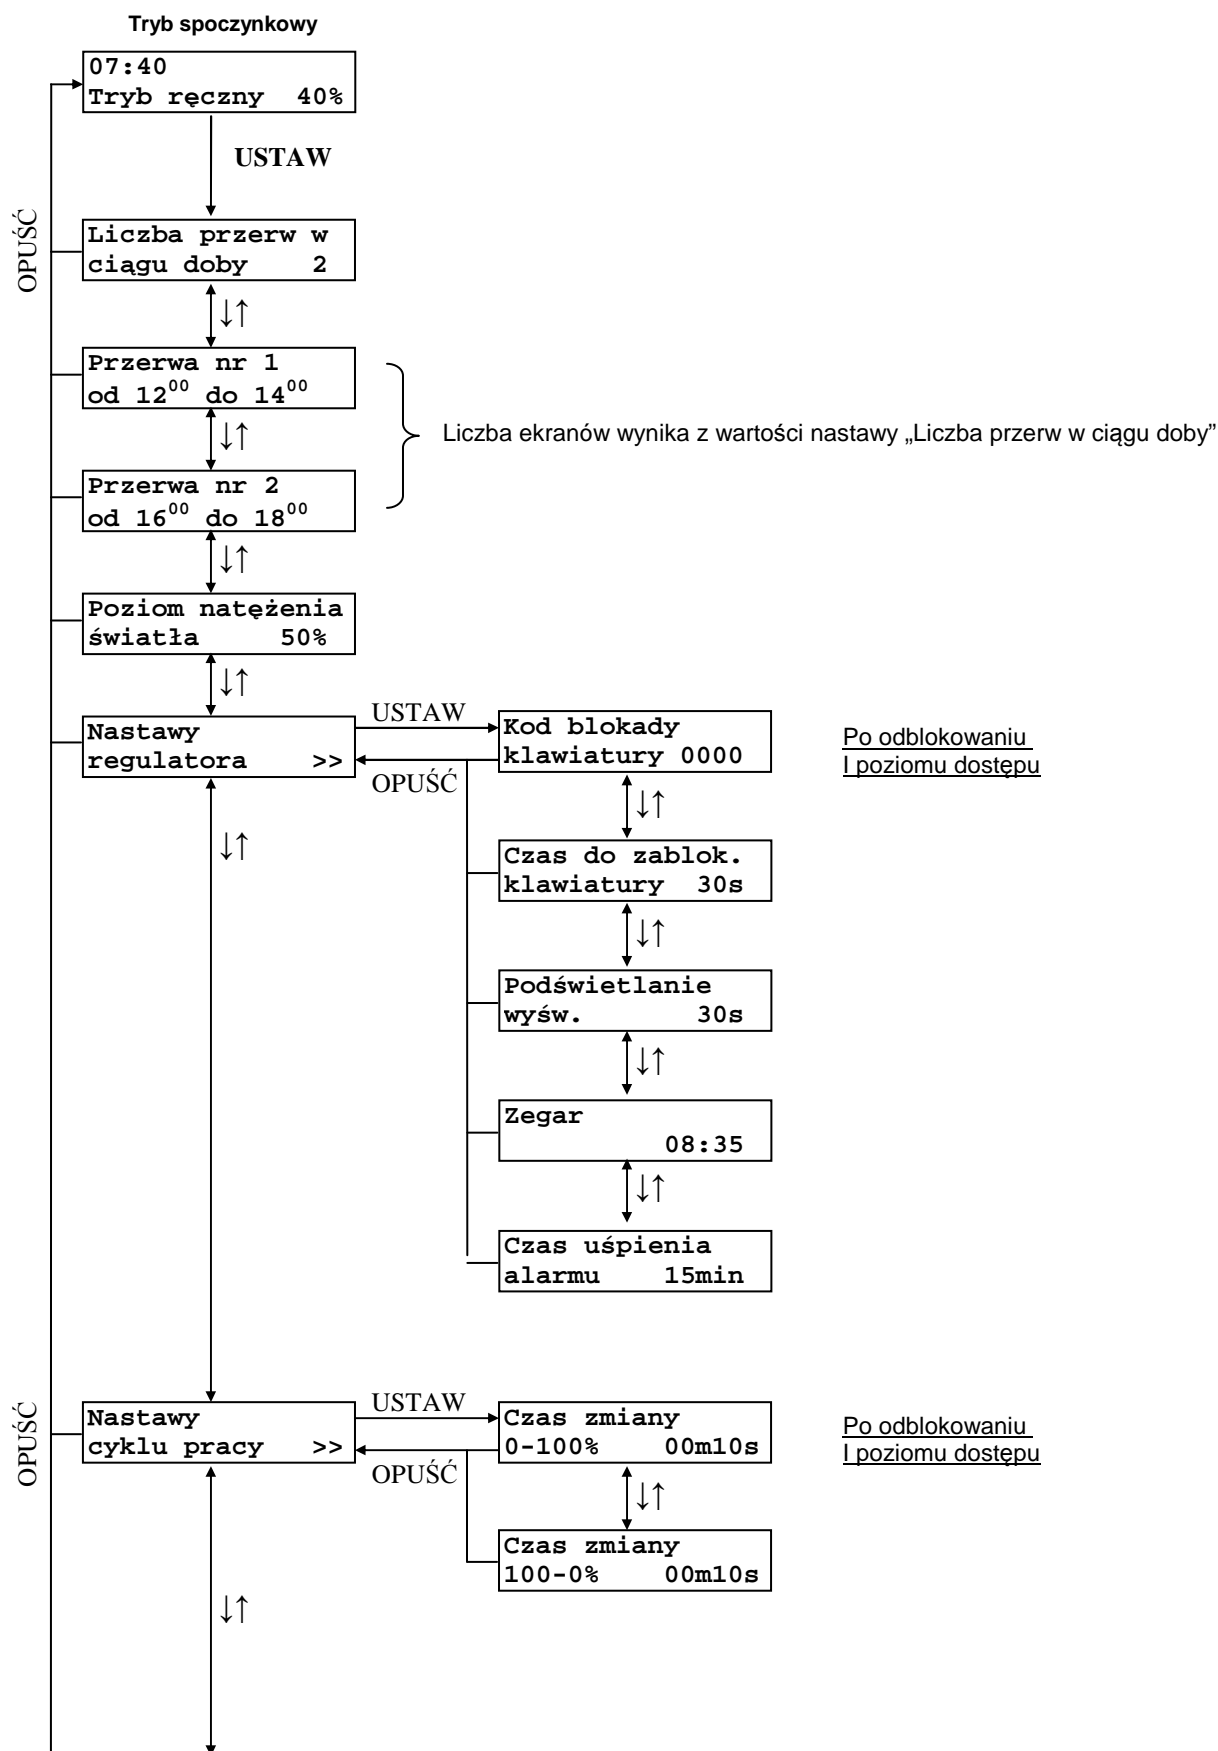 Tryb spoczynkowy
07:40
Tryb ręczny 40%
USTAW
OPUŚĆ
Liczba przerw w
ciągu doby 2
↓↑
Przerwa nr 1
od 12⁰⁰ do 14⁰⁰
↓↑
Liczba ekranów wynika z wartości nastawy „Liczba przerw w ciągu doby”
Przerwa nr 2
od 16⁰⁰ do 18⁰⁰
↓↑
Poziom natężenia
światła 50%
↓↑
Nastawy
regulatora >>
USTAW
OPUŚĆ
Kod blokady
klawiatury 0000
Po odblokowaniu
I poziomu dostępu
↓↑
↓↑
Czas do zablok.
klawiatury 30s
↓↑
Podświetlanie
wyśw. 30s
↓↑
Zegar
08:35
↓↑
Czas uśpienia
alarmu 15min
OPUŚĆ
Nastawy
cyklu pracy >>
USTAW
OPUŚĆ
Czas zmiany
0-100% 00m10s
Po odblokowaniu
I poziomu dostępu
↓↑
Czas zmiany
100-0% 00m10s
↓↑